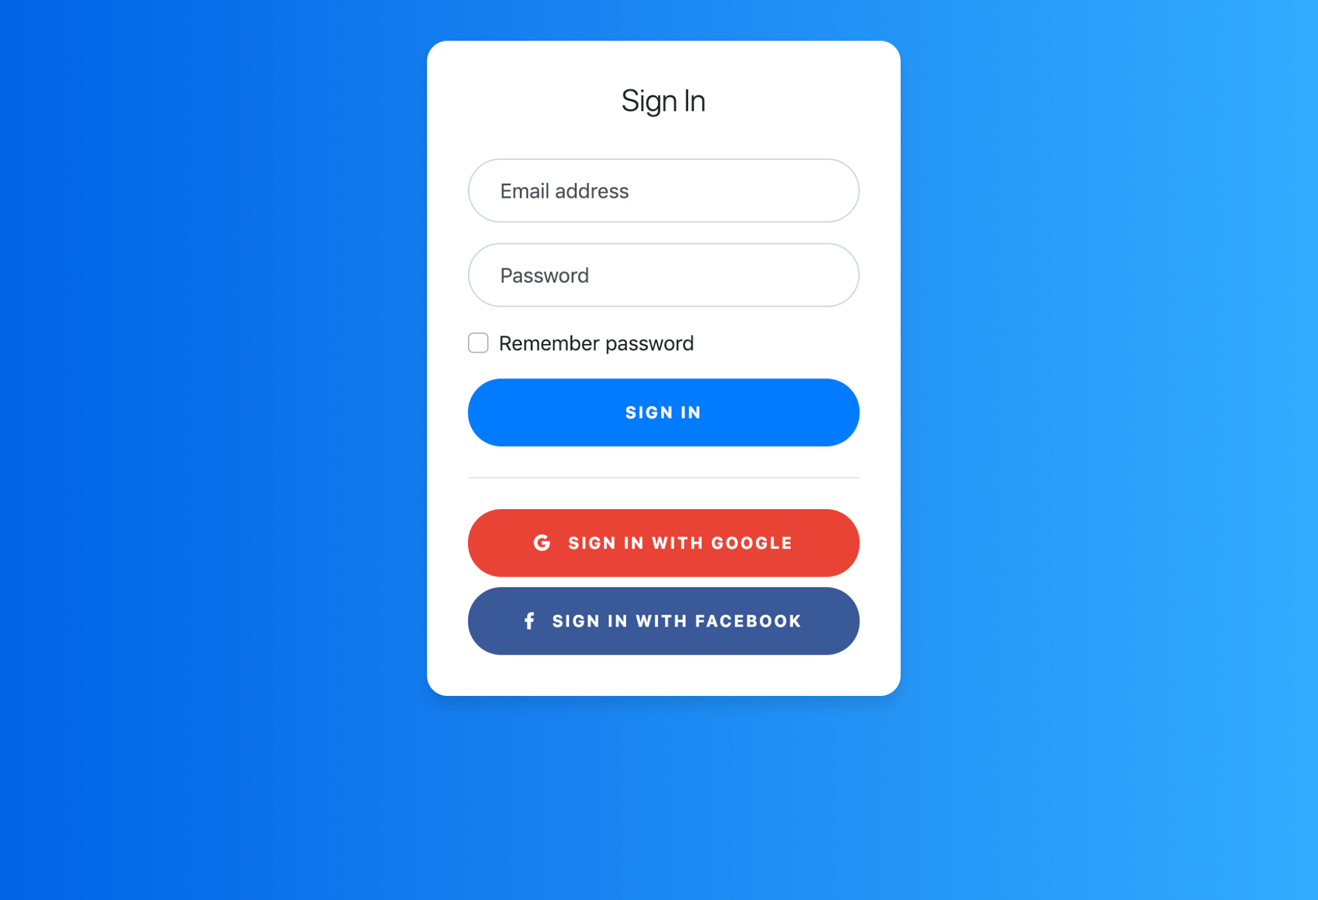 Sign In
Email address
Password
Remember password
SIGN IN
SIGN IN WITH GOOGLE
SIGN IN WITH FACEBOOK